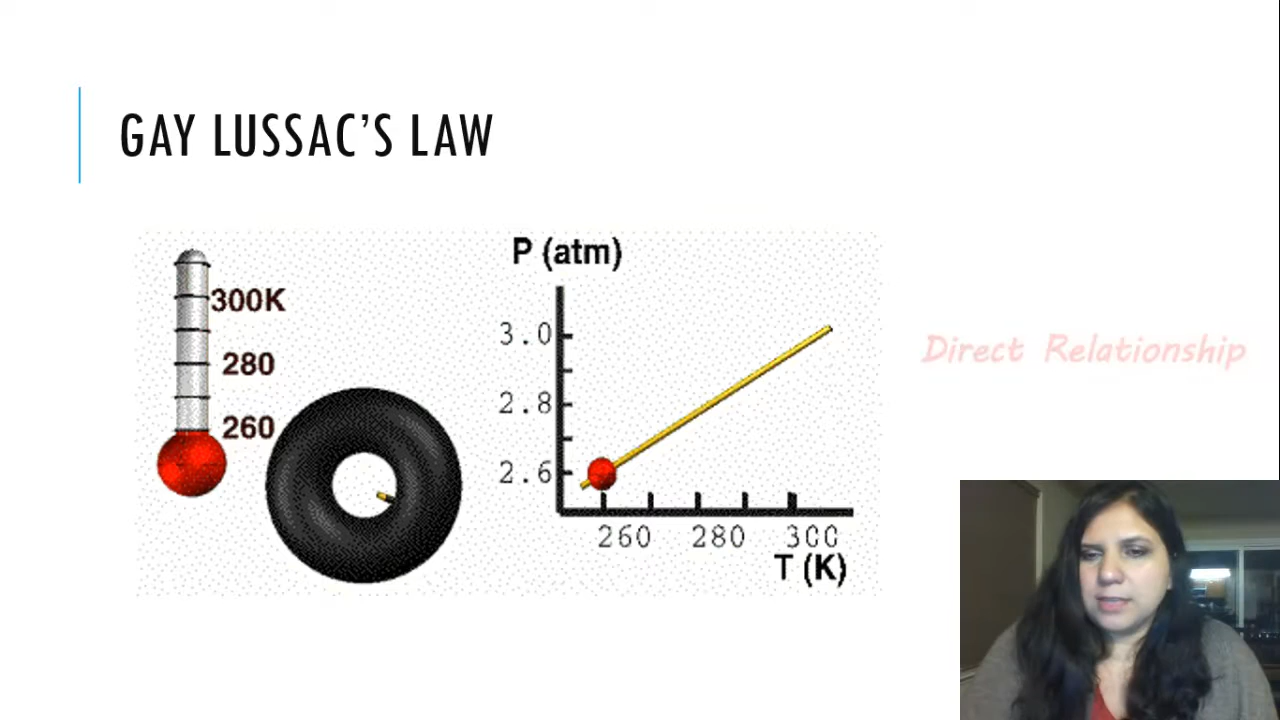 GAY LUSSAC’S LAW
300K
280
260
P (atm)
3.0
2.8
2.6
260 280 300
T (K)
Direct Relationship